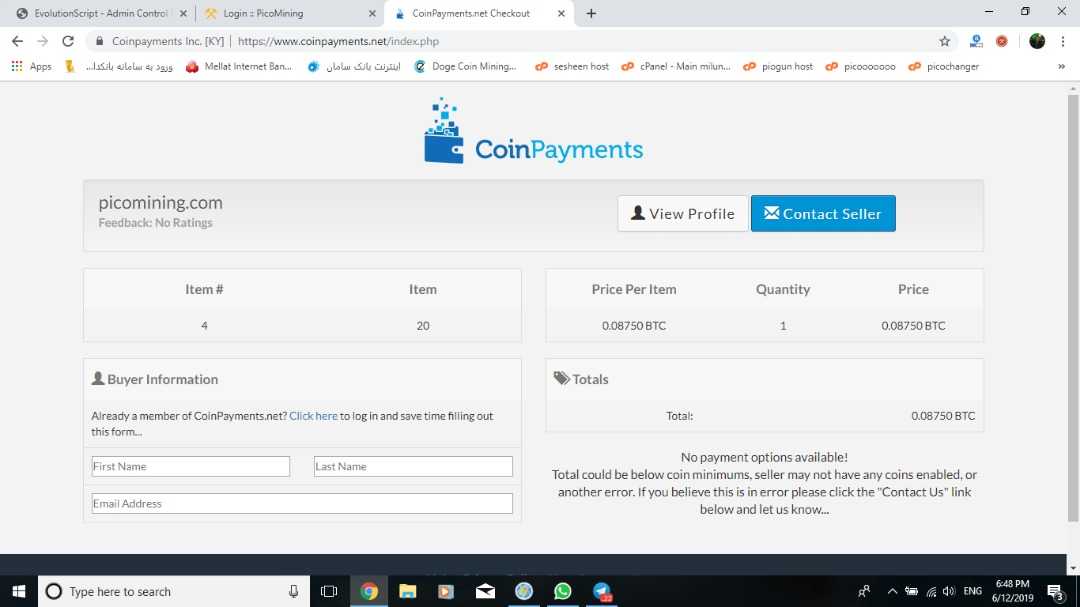 EvolutionScript - Admin Control
Login :: PicoMining
CoinPayments.net Checkout
Coinpayments Inc. [KY] | https://www.coinpayments.net/index.php
Apps
ورود به سامانه بانکدا...
Mellat Internet Ban...
اینترنت بانک سامان
Doge Coin Mining...
sesheen host
cPanel - Main milun...
piogun host
picooooooo
picochanger
»
CoinPayments
picomining.com
Feedback: No Ratings
View Profile
Contact Seller
Item # Item
4 20
Price Per Item Quantity Price
0.08750 BTC 1 0.08750 BTC
Buyer Information
Already a member of CoinPayments.net? Click here to log in and save time filling out
this form...
First Name
Last Name
Email Address
Totals
Total: 0.08750 BTC
No payment options available!
Total could be below coin minimums, seller may not have any coins enabled, or
another error. If you believe this is in error please click the "Contact Us" link
below and let us know...
Type here to search
ENG
6:48 PM
6/12/2019
3